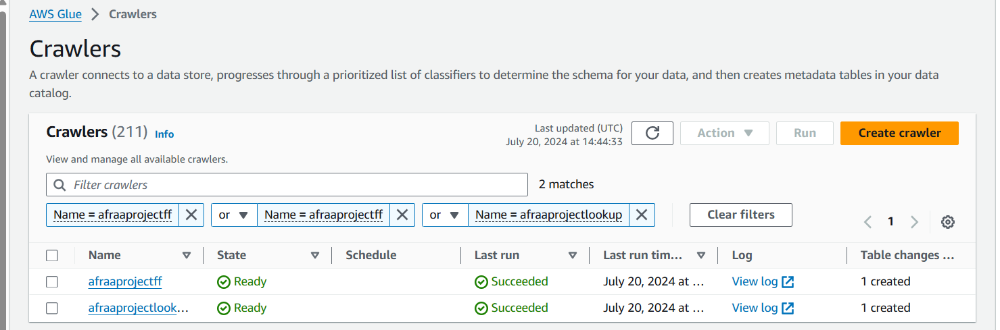 AWS Glue > Crawlers
Crawlers
A crawler connects to a data store, progresses through a prioritized list of classifiers to determine the schema for your data, and then creates metadata tables in your data
catalog.
Crawlers (211) Info
Last updated (UTC)
July 20, 2024 at 14:44:33
Action
Run
Create crawler
View and manage all available crawlers.
Filter crawlers
2 matches
Name = afraaprojectff or Name = afraaprojectff or Name = afraaprojectlookup Clear filters 1
Name State Schedule Last run Last run tim... Log Table changes ...
afraaprojectff Ready Succeeded July 20, 2024 at ... View log 1 created
afraaprojectlook... Ready Succeeded July 20, 2024 at ... View log 1 created